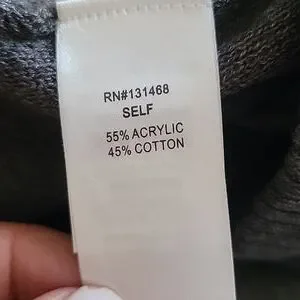 RN#131468
SELF
55% ACRYLIC
45% COTTON